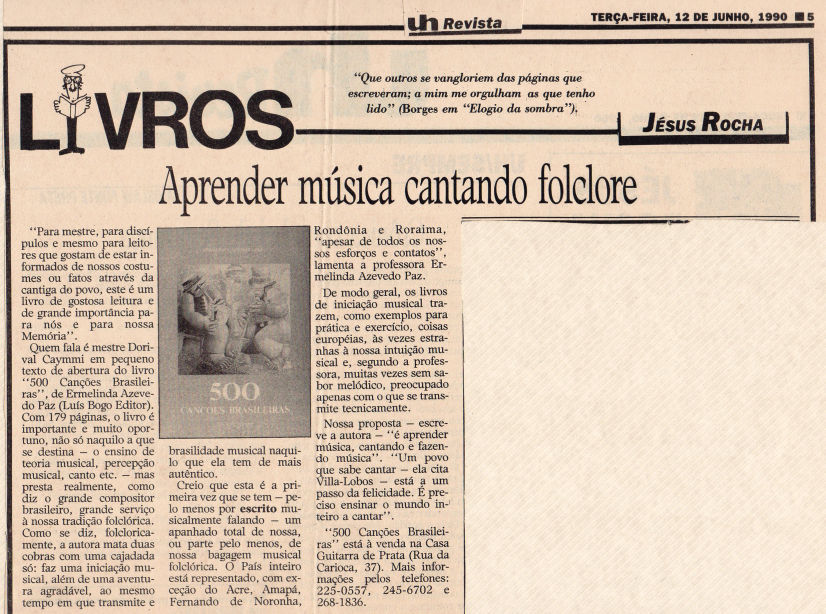 uh Revista
TERÇA-FEIRA, 12 DE JUNHO, 1990 5
LIVROS
"Que outros se vangloriem das páginas que
escreveram; a mim me orgulham as que tenho
lido" (Borges em "Elogio da sombra").
JÉSUS ROCHA
Aprender música cantando folclore
"Para mestre, para discí-
pulos e mesmo para leito-
res que gostam de estar in-
formados de nossos costu-
mes ou fatos através da
cantiga do povo, este é um
livro de gostosa leitura e
de grande importância pa-
ra nós e para nossa
Memória".
Quem fala é mestre Dori-
val Caymmi em pequeno
texto de abertura do livro
"500 Canções Brasilei-
ras", de Ermelinda Azeve-
do Paz (Luís Bogo Editor).
Com 179 páginas, o livro é
importante e muito opor-
tuno, não só naquilo a que
se destina — o ensino de
teoria musical, percepção
musical, canto etc. — mas
presta realmente, como
diz o grande compositor
brasileiro, grande serviço
à nossa tradição folclórica.
Como se diz, folclorica-
mente, a autora mata duas
cobras com uma cajadada
só: faz uma iniciação mu-
sical, além de uma aventu-
ra agradável, ao mesmo
tempo em que transmite e
500
CANÇÕES BRASILEIRAS
brasilidade musical naqui-
lo que ela tem de mais
autêntico.
Creio que esta é a pri-
meira vez que se tem — pe-
lo menos por escrito mu-
sicalmente falando — um
apanhado total de nossa,
ou parte pelo menos, de
nossa bagagem musical
folclórica. O País inteiro
está representado, com ex-
ceção do Acre, Amapá,
Fernando de Noronha,
Rondônia e Roraima,
"apesar de todos os nos-
sos esforços e contatos",
lamenta a professora Er-
melinda Azevedo Paz.
De modo geral, os livros
de iniciação musical tra-
zem, como exemplos para
prática e exercício, coisas
européias, às vezes estra-
nhas à nossa intuição mu-
sical e, segundo a profes-
sora, muitas vezes sem sa-
bor melódico, preocupado
apenas com o que se trans-
mite tecnicamente.
Nossa proposta — escre-
ve a autora — "é aprender
música, cantando e fazen-
do música". "Um povo
que sabe cantar — ela cita
Villa-Lobos — está a um
passo da felicidade. É pre-
ciso ensinar o mundo in-
teiro a cantar".
"500 Canções Brasilei-
ras" está à venda na Casa
Guitarra de Prata (Rua da
Carioca, 37). Mais infor-
mações pelos telefones:
225-0557, 245-6702 e
268-1836.